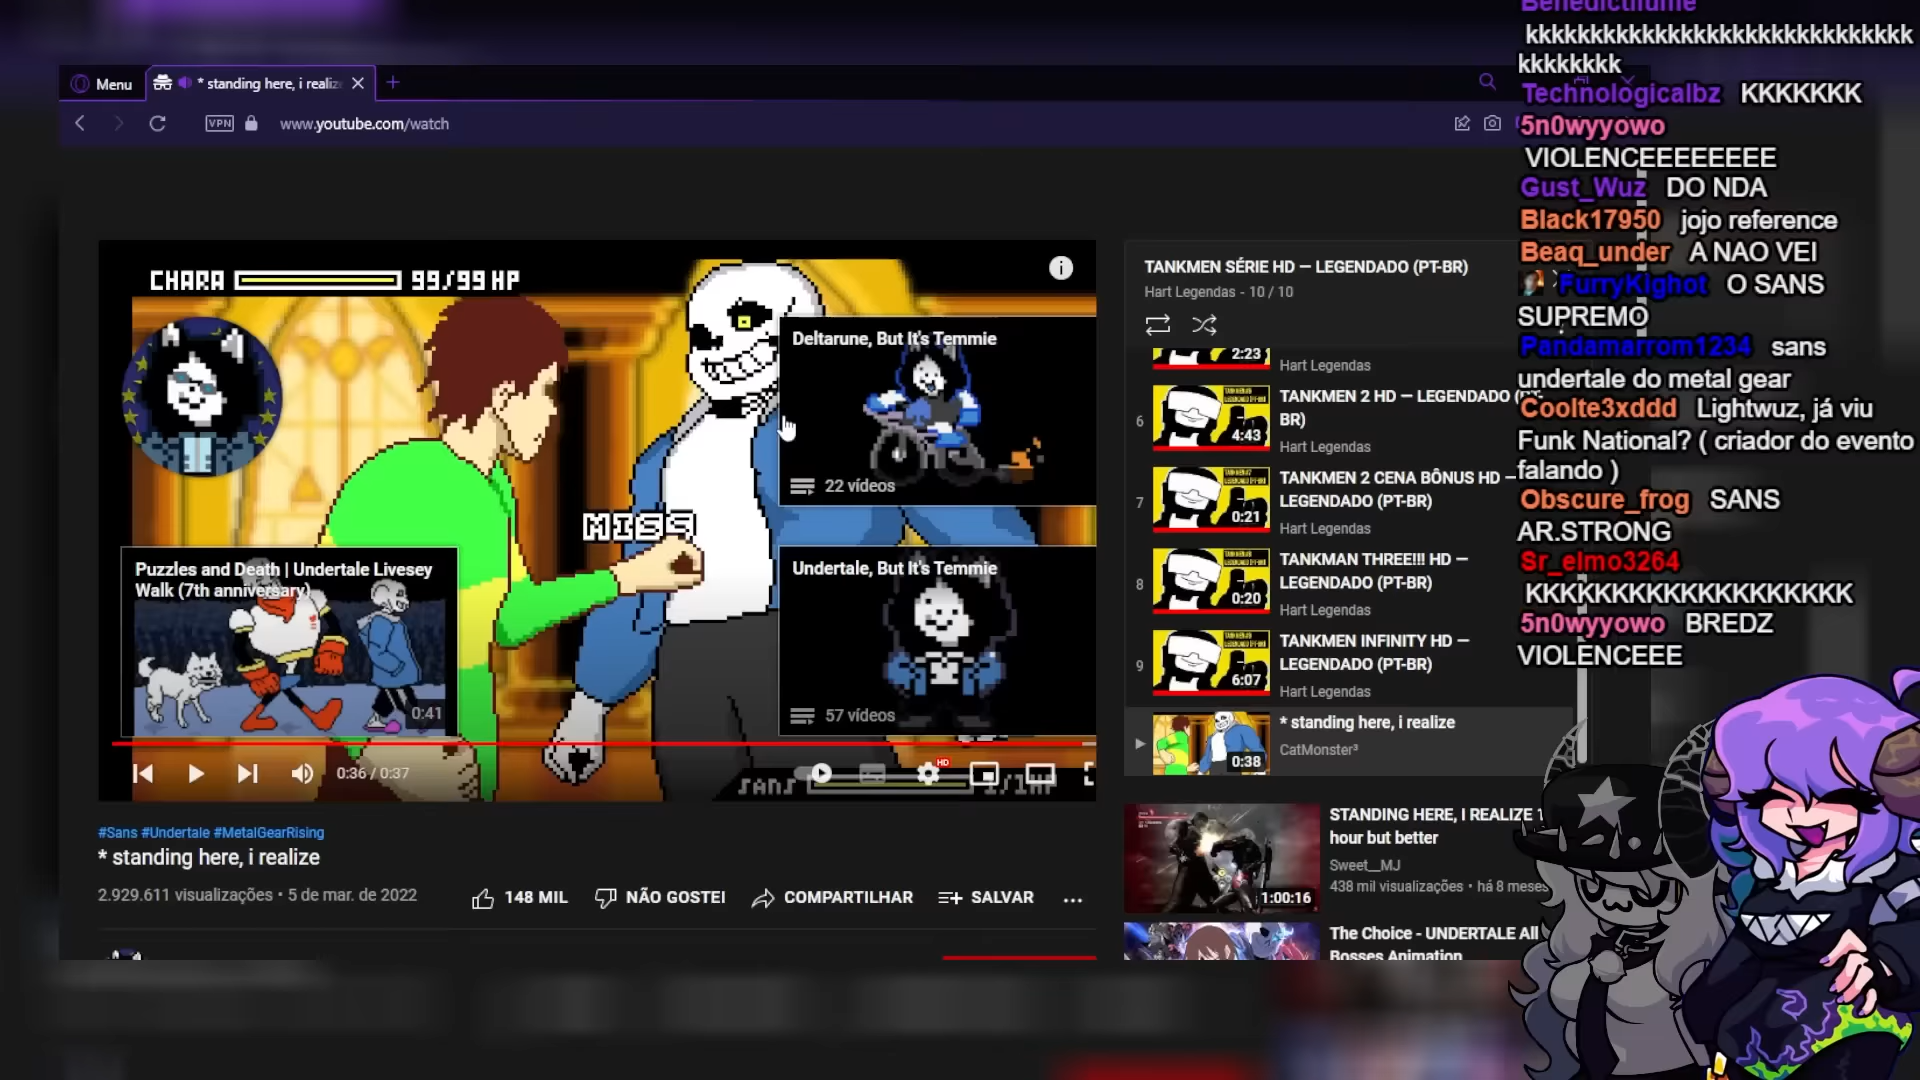 Menu
* standing here, i realiz
VPN
www.youtube.com/watch
CHARA 99/99 HP
Deltarune, But It's Temmie
22 vídeos
MISS
Puzzles and Death | Undertale Livesey
Walk (7th anniversary)
0:41
Undertale, But It's Temmie
57 vídeos
0:36 / 0:37
HD
SANS
1/1HP
#Sans #Undertale #MetalGearRising
* standing here, i realize
2.929.611 visualizações • 5 de mar. de 2022
148 MIL
NÃO GOSTEI
COMPARTILHAR
SALVAR
TANKMEN SÉRIE HD – LEGENDADO (PT-BR)
Hart Legendas - 10 / 10
2:23
Hart Legendas
6
4:43
TANKMEN 2 HD – LEGENDADO (PT-
BR)
Hart Legendas
7
0:21
TANKMEN 2 CENA BÔNUS HD –
LEGENDADO (PT-BR)
Hart Legendas
8
0:20
TANKMAN THREE!!! HD –
LEGENDADO (PT-BR)
Hart Legendas
9
6:07
TANKMEN INFINITY HD –
LEGENDADO (PT-BR)
Hart Legendas
0:38
* standing here, i realize
CatMonster³
1:00:16
STANDING HERE, I REALIZE 1
hour but better
Sweet__MJ
438 mil visualizações • há 8 meses
The Choice - UNDERTALE All
Bosses Animation
kkkkkkkkkkkkkkkkkkkkkkkkkkkkkk
kkkkkkkk
Technologicalbz KKKKKKK
5n0wyyowo
VIOLENCEEEEEEEE
Gust_Wuz DO NDA
Black17950 jojo reference
Beaq_under A NAO VEI
FurryKighot O SANS
SUPREMO
Pandamarrom1234 sans
undertale do metal gear
Coolte3xddd Lightwuz, já viu
Funk National? ( criador do evento
falando )
Obscure_frog SANS
AR.STRONG
Sr_elmo3264
KKKKKKKKKKKKKKKKKKK
5n0wyyowo BREDZ
VIOLENCEEE